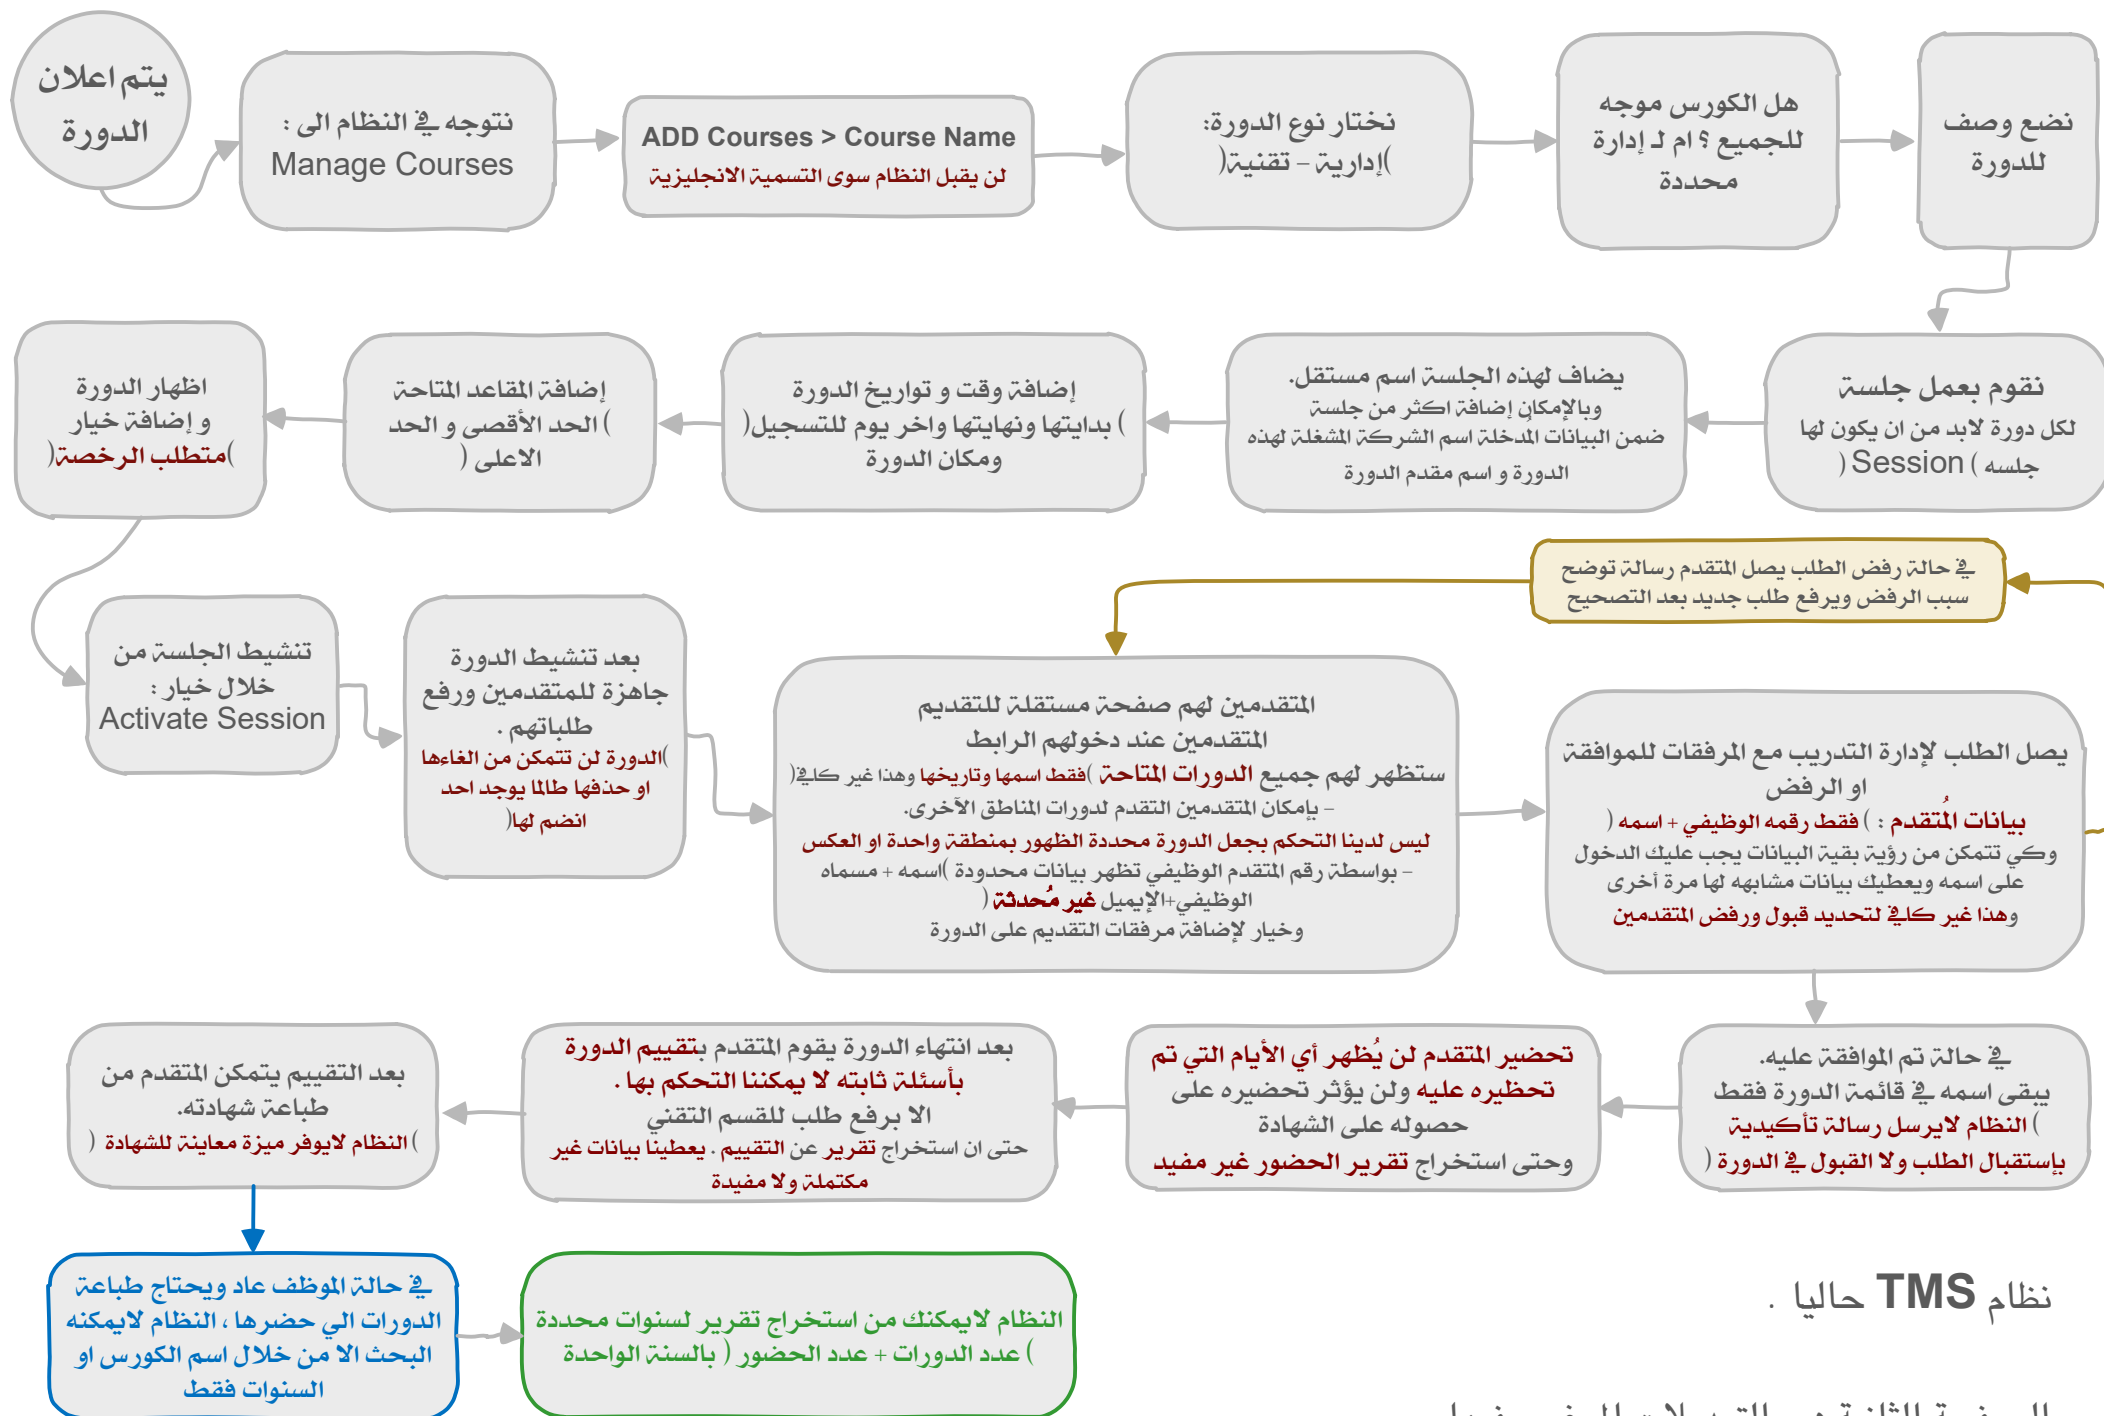 يتم اعلان
الدورة
نتوجه في النظام الى :
Manage Courses
ADD Courses > Course Name
لن يقبل النظام سوى التسمية الانجليزية
نختار نوع الدورة:
)إدارية – تقنية(
هل الكورس موجه
للجميع ؟ ام لـ إدارة
محددة
نضع وصف
للدورة
نقوم بعمل جلسة
لكل دورة لابد من ان يكون لها
جلسه ) Session (
يضاف لهذه الجلسة اسم مستقل.
وبالإمكان إضافة اكثر من جلسة
ضمن البيانات المدخلة اسم الشركة المشغلة لهذه
الدورة و اسم مقدم الدورة
إضافة وقت و تواريخ الدورة
) بدايتها ونهايتها واخر يوم للتسجيل(
ومكان الدورة
إضافة المقاعد المتاحة
) الحد الأقصى و الحد
الاعلى (
اظهار الدورة
و إضافة خيار
)متطلب الرخصة(
تنشيط الجلسة من
خلال خيار :
Activate Session
بعد تنشيط الدورة
جاهزة للمتقدمين ورفع
طلباتهم .
)الدورة لن تتمكن من الغاءها
او حذفها طالما يوجد احد
انضم لها(
في حالة رفض الطلب يصل المتقدم رسالة توضح
سبب الرفض ويرفع طلب جديد بعد التصحيح
المتقدمين لهم صفحة مستقلة للتقديم
المتقدمين عند دخولهم الرابط
ستظهر لهم جميع الدورات المتاحة )فقط اسمها وتاريخها وهذا غير كافي(
– بإمكان المتقدمين التقدم لدورات المناطق الآخرى.
ليس لدينا التحكم بجعل الدورة محددة الظهور بمنطقة واحدة او العكس
– بواسطة رقم المتقدم الوظيفي تظهر بيانات محدودة )اسمه + مسماه
الوظيفي+الإيميل غير مُحدثة (
وخيار لإضافة مرفقات التقديم على الدورة
يصل الطلب لإدارة التدريب مع المرفقات للموافقة
او الرفض
بيانات المُتقدم : ) فقط رقمه الوظيفي + اسمه (
وكي تتمكن من رؤية بقية البيانات يجب عليك الدخول
على اسمه ويعطيك بيانات مشابهه لها مرة أخرى
وهذا غير كافي لتحديد قبول ورفض المتقدمين
في حالة تم الموافقة عليه.
يبقى اسمه في قائمة الدورة فقط
) النظام لايرسل رسالة تأكيدية
بإستقبال الطلب ولا القبول في الدورة (
تحضير المتقدم لن يُظهر أي الأيام التي تم
تحظيره عليه ولن يؤثر تحضيره على
حصوله على الشهادة
وحتى استخراج تقرير الحضور غير مفيد
بعد انتهاء الدورة يقوم المتقدم بتقييم الدورة
بأسئلة ثابته لا يمكننا التحكم بها .
الا برفع طلب للقسم التقني
حتى ان استخراج تقرير عن التقييم . يعطينا بيانات غير
مكتملة ولا مفيدة
بعد التقييم يتمكن المتقدم من
طباعة شهادته.
) النظام لايوفر ميزة معاينة للشهادة (
في حالة الموظف عاد ويحتاج طباعة
الدورات الي حضرها ، النظام لايمكنه
البحث الا من خلال اسم الكورس او
السنوات فقط
النظام لايمكنك من استخراج تقرير لسنوات محددة
) عدد الدورات + عدد الحضور ( بالسنة الواحدة
نظام TMS حاليا .